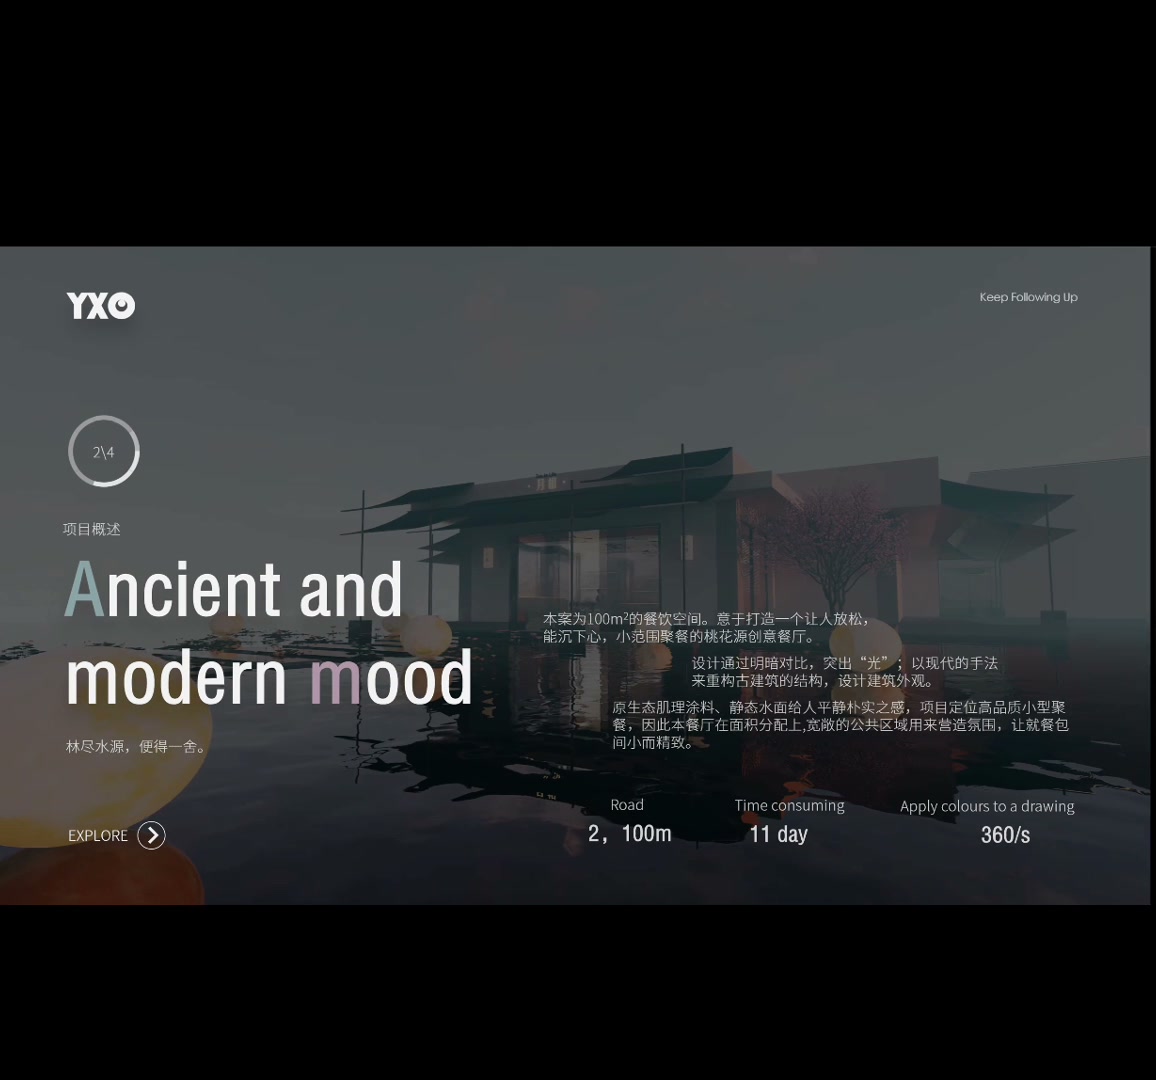 YXO
Keep Following Up
2\4
项目概述
Ancient and
modern mood
林尽水源，便得一舍。
EXPLORE
本案为100m²的餐饮空间。意于打造一个让人放松，
能沉下心，小范围聚餐的桃花源创意餐厅。
设计通过明暗对比，突出“光”；以现代的手法
来重构古建筑的结构，设计建筑外观。
原生态肌理涂料、静态水面给人平静朴实之感，项目定位高品质小型聚
餐，因此本餐厅在面积分配上,宽敞的公共区域用来营造氛围，让就餐包
间小而精致。
Road
2，100m
Time consuming
11 day
Apply colours to a drawing
360/s